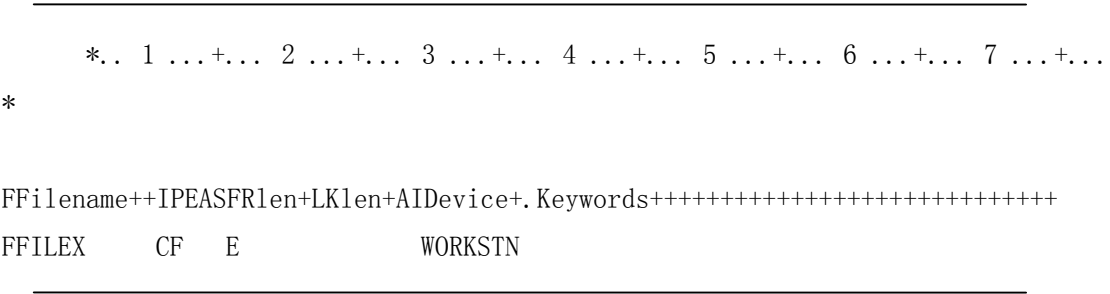 *.. 1 ...+... 2 ...+... 3 ...+... 4 ...+... 5 ...+... 6 ...+... 7 ...+...
*
FFilename++IPEASFRlen+LKlen+AIDevice+.Keywords+++++++++++++++++++++++++++++
FFILEX     CF   E             WORKSTN